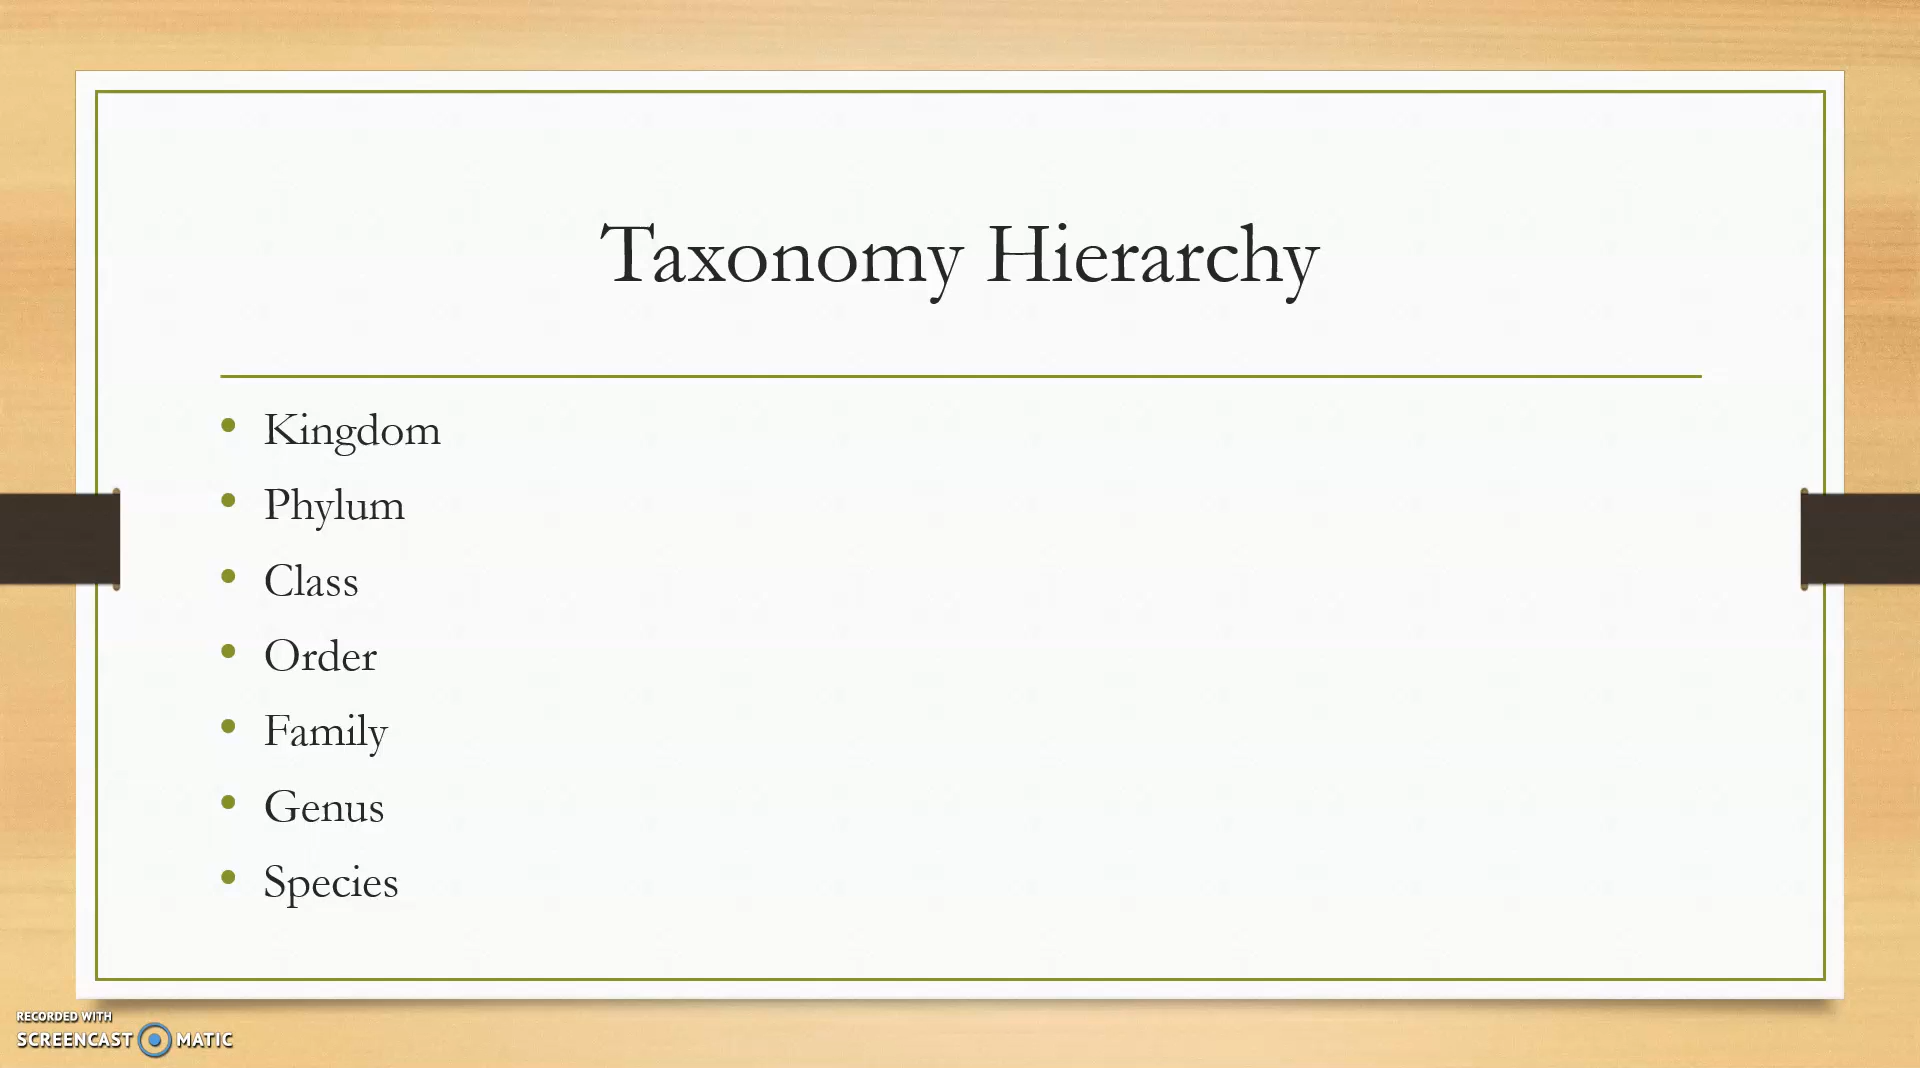 Taxonomy Hierarchy
Kingdom
Phylum
Class
Order
Family
Genus
Species
RECORDED WITH
SCREENCAST MATIC